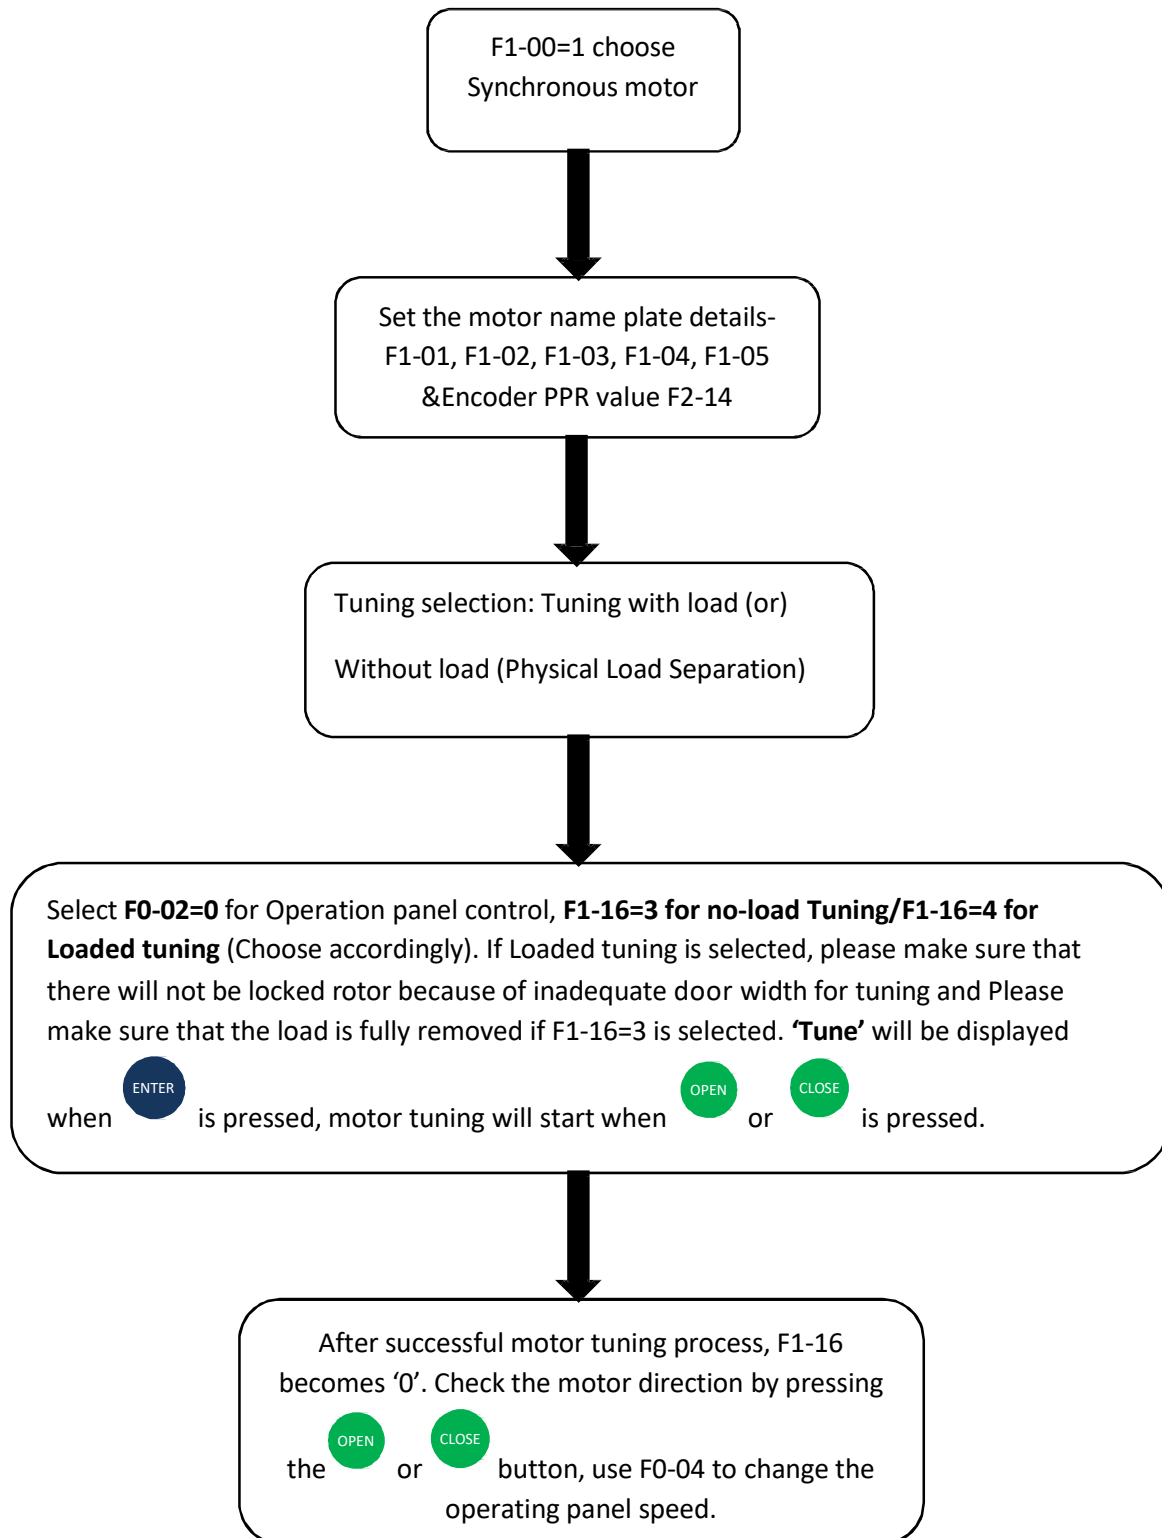 F1-00=1 choose
Synchronous motor
Set the motor name plate details-
F1-01, F1-02, F1-03, F1-04, F1-05
&Encoder PPR value F2-14
Tuning selection: Tuning with load (or)
Without load (Physical Load Separation)
Select F0-02=0 for Operation panel control, F1-16=3 for no-load Tuning/F1-16=4 for
Loaded tuning (Choose accordingly). If Loaded tuning is selected, please make sure that
there will not be locked rotor because of inadequate door width for tuning and Please
make sure that the load is fully removed if F1-16=3 is selected. ‘Tune’ will be displayed
when ENTER is pressed, motor tuning will start when OPEN or CLOSE is pressed.
After successful motor tuning process, F1-16
becomes ‘0’. Check the motor direction by pressing
the OPEN or CLOSE button, use F0-04 to change the
operating panel speed.